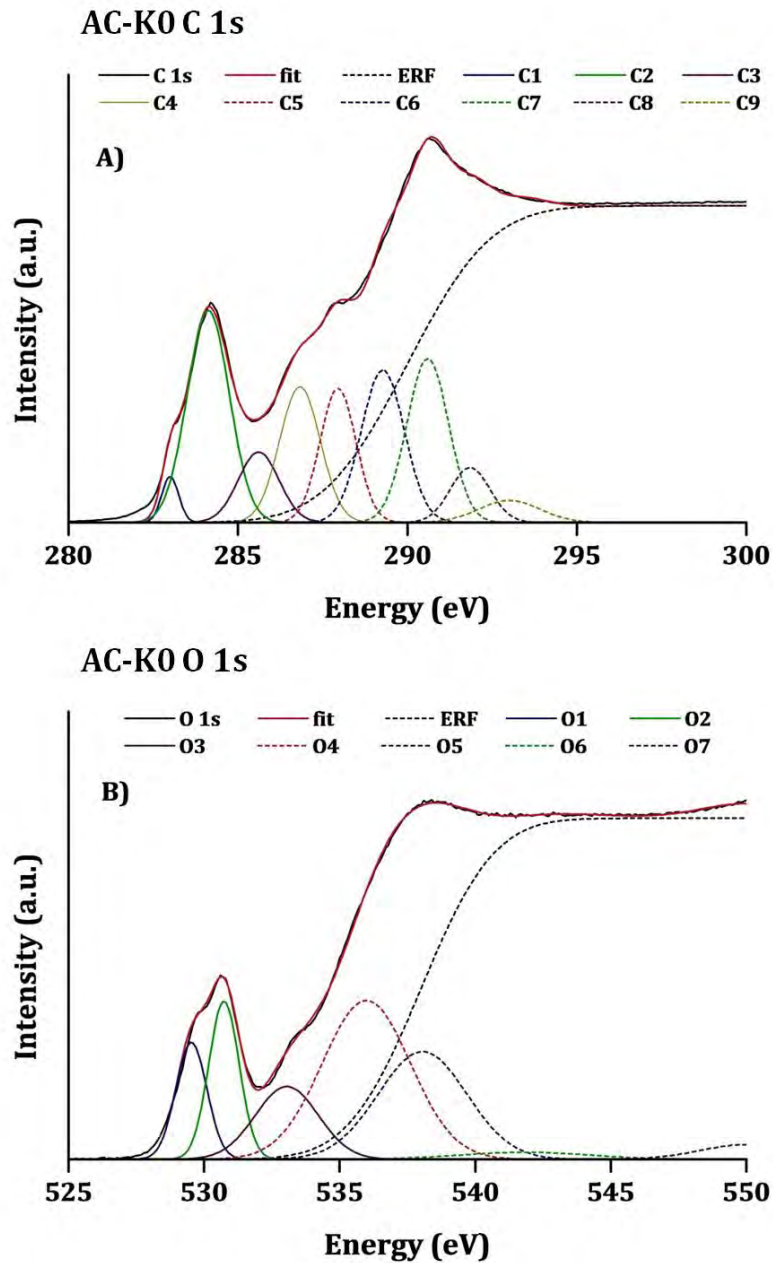 AC-K0 C 1s
C 1s fit ERF C1 C2 C3
C4 C5 C6 C7 C8 C9
A)
Intensity (a.u.)
280 285 290 295 300
Energy (eV)
AC-K0 O 1s
O 1s fit ERF O1 O2
O3 O4 O5 O6 O7
B)
Intensity (a.u.)
525 530 535 540 545 550
Energy (eV)